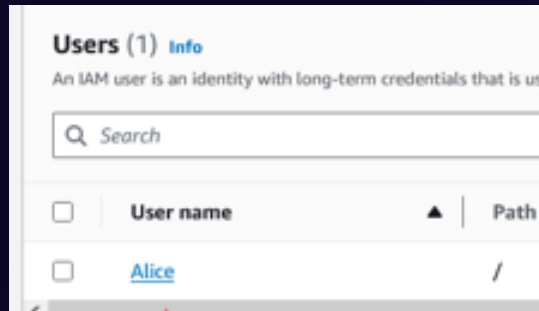 Users (1) Info
An IAM user is an identity with long-term credentials that is
Search
User name ▲ Path
Alice /